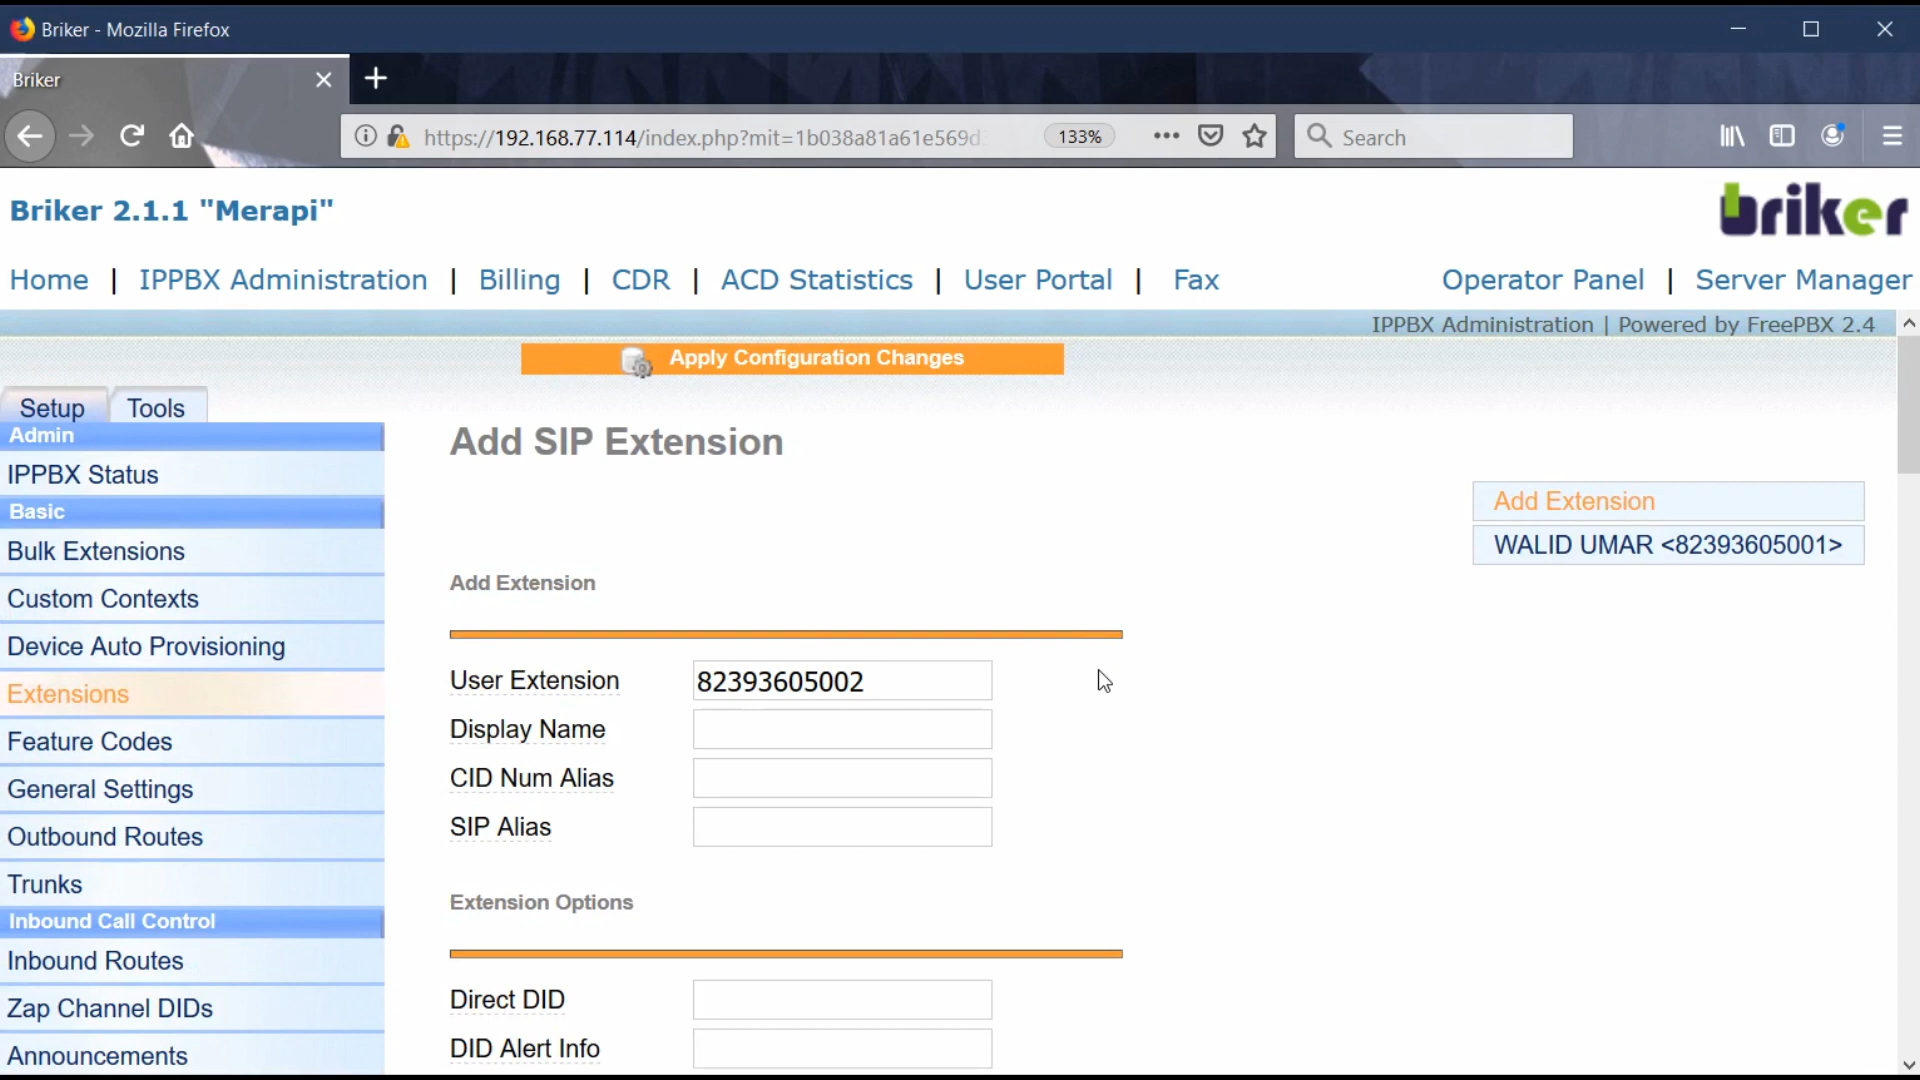 Briker - Mozilla Firefox
Briker
https://192.168.77.114/index.php?mit=1b038a81a61e569d
133%
Search
Briker 2.1.1 "Merapi"
briker
Home | IPPBX Administration | Billing | CDR | ACD Statistics | User Portal | Fax
Operator Panel | Server Manager
IPPBX Administration | Powered by FreePBX 2.4
Apply Configuration Changes
Setup
Tools
Admin
IPPBX Status
Basic
Bulk Extensions
Custom Contexts
Device Auto Provisioning
Extensions
Feature Codes
General Settings
Outbound Routes
Trunks
Inbound Call Control
Inbound Routes
Zap Channel DIDs
Announcements
Add SIP Extension
Add Extension
WALID UMAR <82393605001>
Add Extension
User Extension 82393605002
Display Name
CID Num Alias
SIP Alias
Extension Options
Direct DID
DID Alert Info